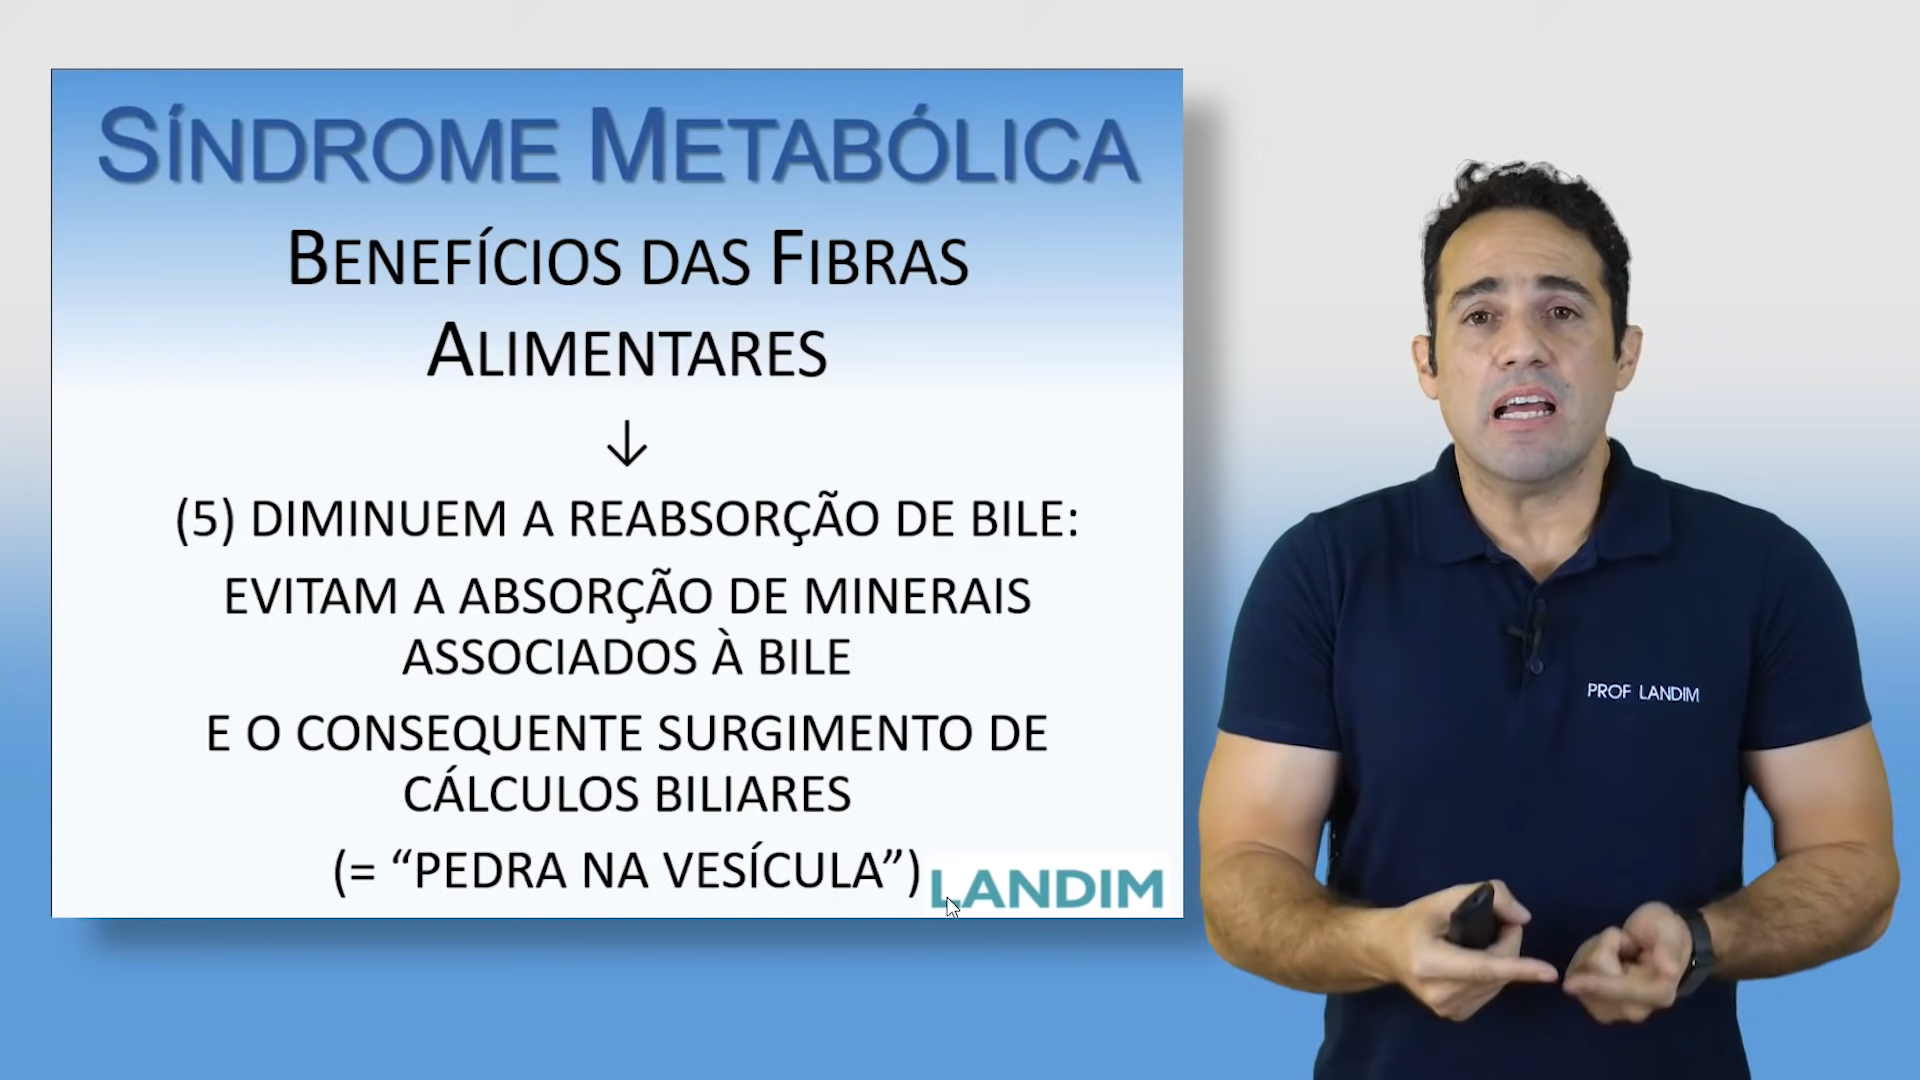 SÍNDROME METABÓLICA
BENEFÍCIOS DAS FIBRAS
ALIMENTARES
↓
(5) DIMINUEM A REABSORÇÃO DE BILE:
EVITAM A ABSORÇÃO DE MINERAIS
ASSOCIADOS À BILE
E O CONSEQUENTE SURGIMENTO DE
CÁLCULOS BILIARES
(= “PEDRA NA VESÍCULA”)
LANDIM
PROF LANDIM